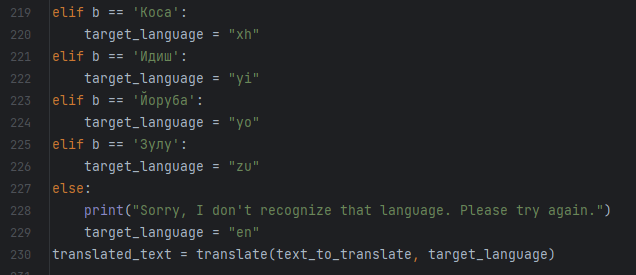 219 elif b == 'Коса':
220     target_language = "xh"
221 elif b == 'Идиш':
222     target_language = "yi"
223 elif b == 'Йоруба':
224     target_language = "yo"
225 elif b == 'Зулу':
226     target_language = "zu"
227 else:
228     print("Sorry, I don't recognize that language. Please try again.")
229     target_language = "en"
230 translated_text = translate(text_to_translate, target_language)